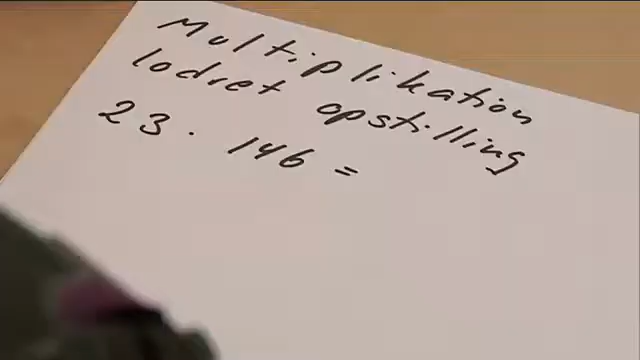 Multiplikation
lodret opstilling
23 · 146 =